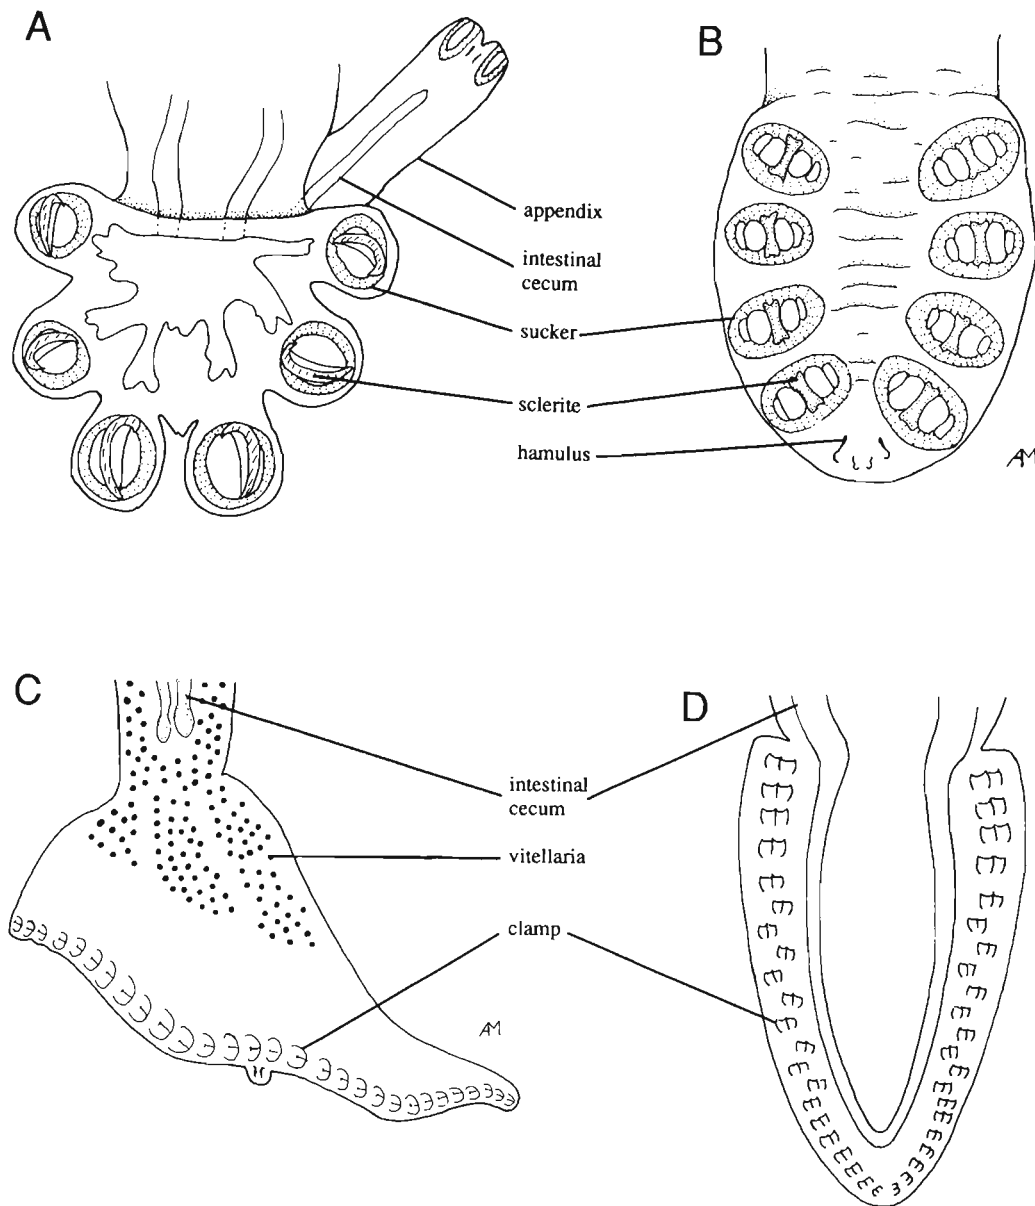 A
B
appendix
intestinal
cecum
sucker
sclerite
hamulus
AM
C
D
intestinal
cecum
vitellaria
clamp
AM